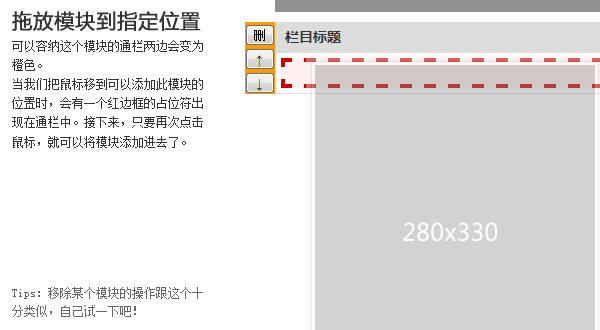 拖放模块到指定位置
可以容纳这个模块的通栏两边会变为
橙色。
当我们把鼠标移到可以添加此模块的
位置时，会有一个红边框的占位符出
现在通栏中。接下来，只要再次点击
鼠标，就可以将模块添加进去了。
Tips：移除某个模块的操作跟这个十
分类似，自己试一下吧！
删
栏目标题
↑
↓
280x330